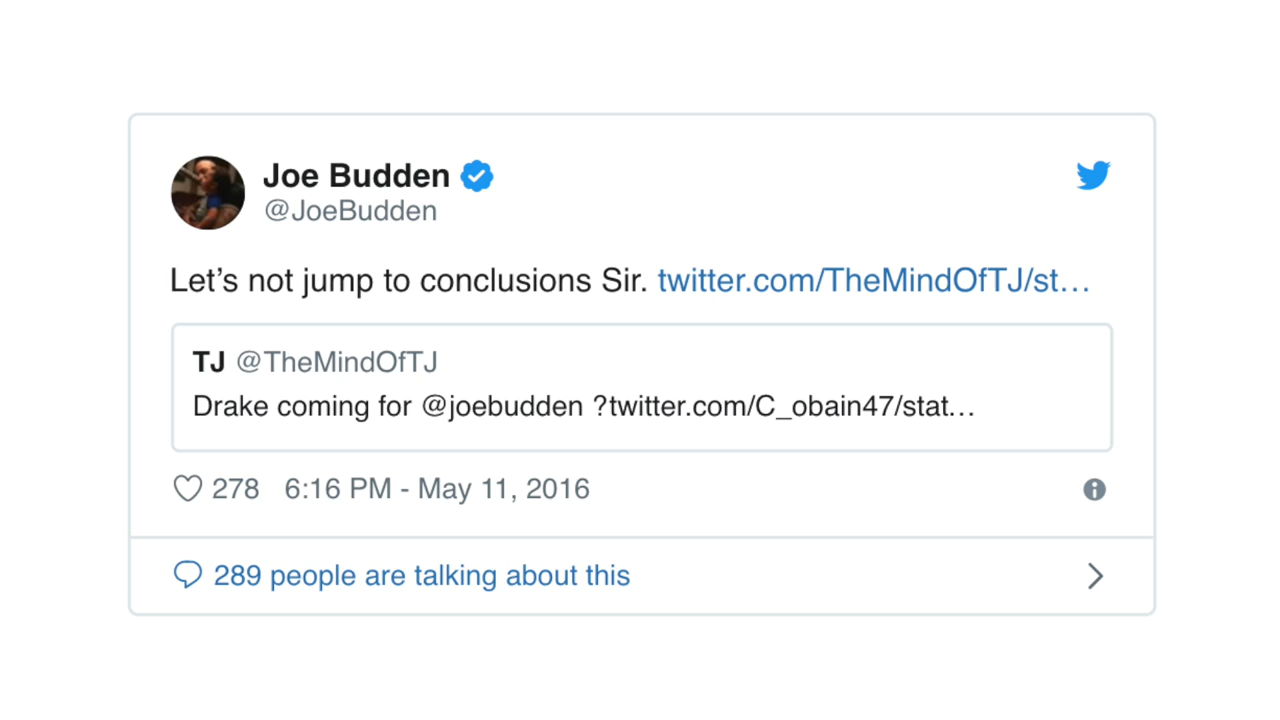 Joe Budden
@JoeBudden
Let’s not jump to conclusions Sir. twitter.com/TheMindOfTJ/st…
TJ @TheMindOfTJ
Drake coming for @joebudden ?twitter.com/C_obain47/stat…
278 6:16 PM - May 11, 2016
289 people are talking about this